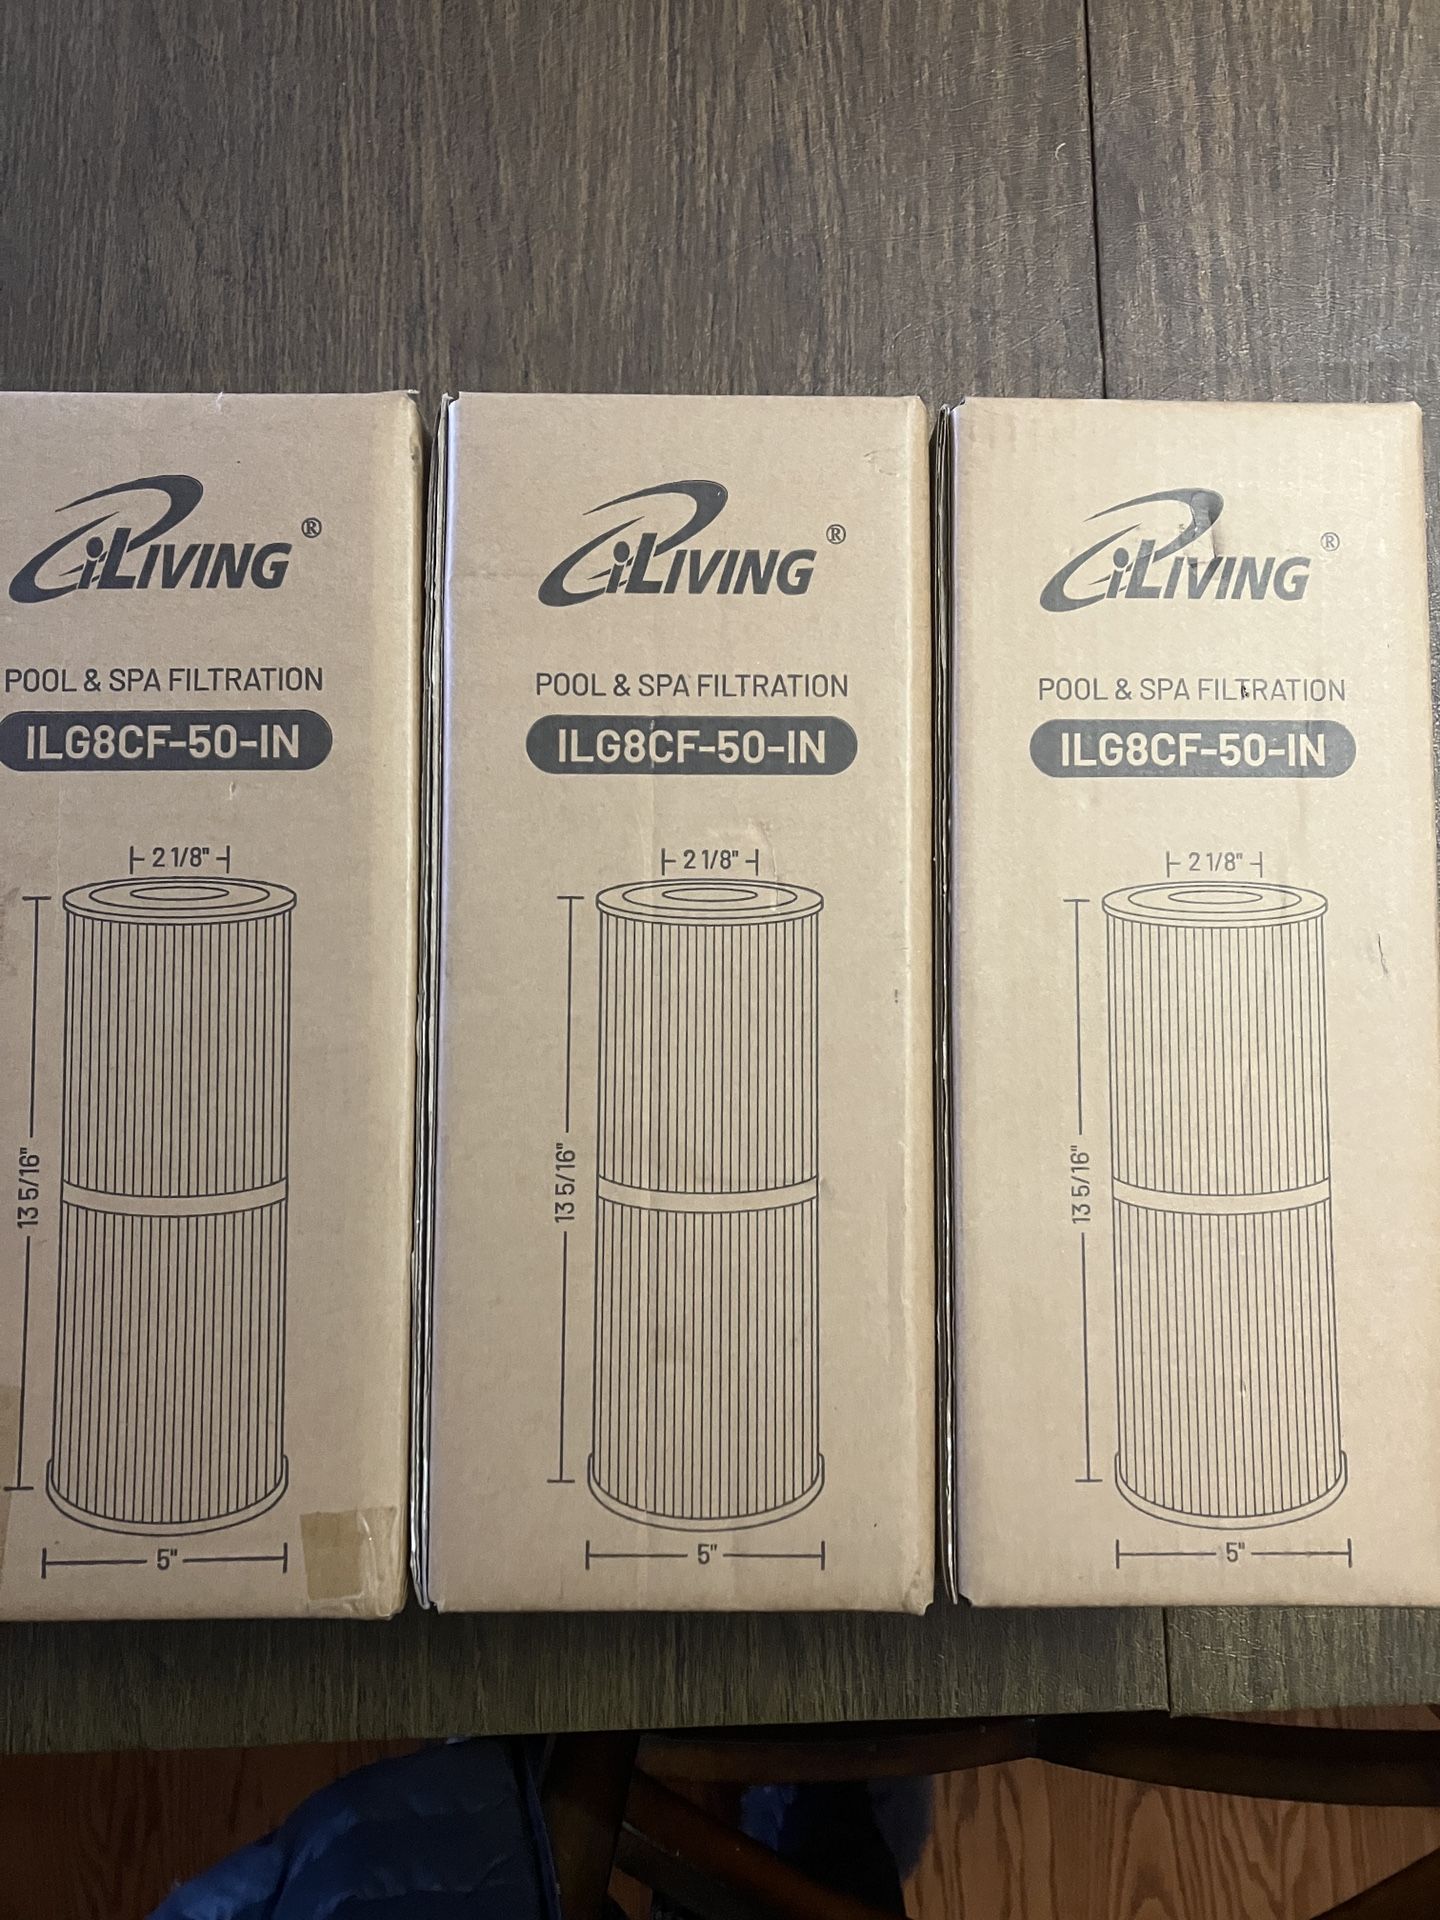 iLIVING ®
POOL & SPA FILTRATION
ILG8CF-50-IN
2 1/8"
13 5/16"
5"
iLIVING ®
POOL & SPA FILTRATION
ILG8CF-50-IN
2 1/8"
13 5/16"
5"
iLIVING ®
POOL & SPA FILTRATION
ILG8CF-50-IN
2 1/8"
13 5/16"
5"